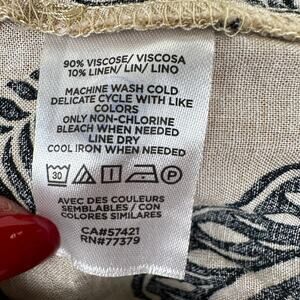 90% VISCOSE/ VISCOSA
10% LINEN/ LIN/ LINO
MACHINE WASH COLD
DELICATE CYCLE WITH LIKE
COLORS
ONLY NON-CHLORINE
BLEACH WHEN NEEDED
LINE DRY
COOL IRON WHEN NEEDED
30 P
AVEC DES COULEURS
SEMBLABLES / CON
COLORES SIMILARES
CA#57421
RN#77379